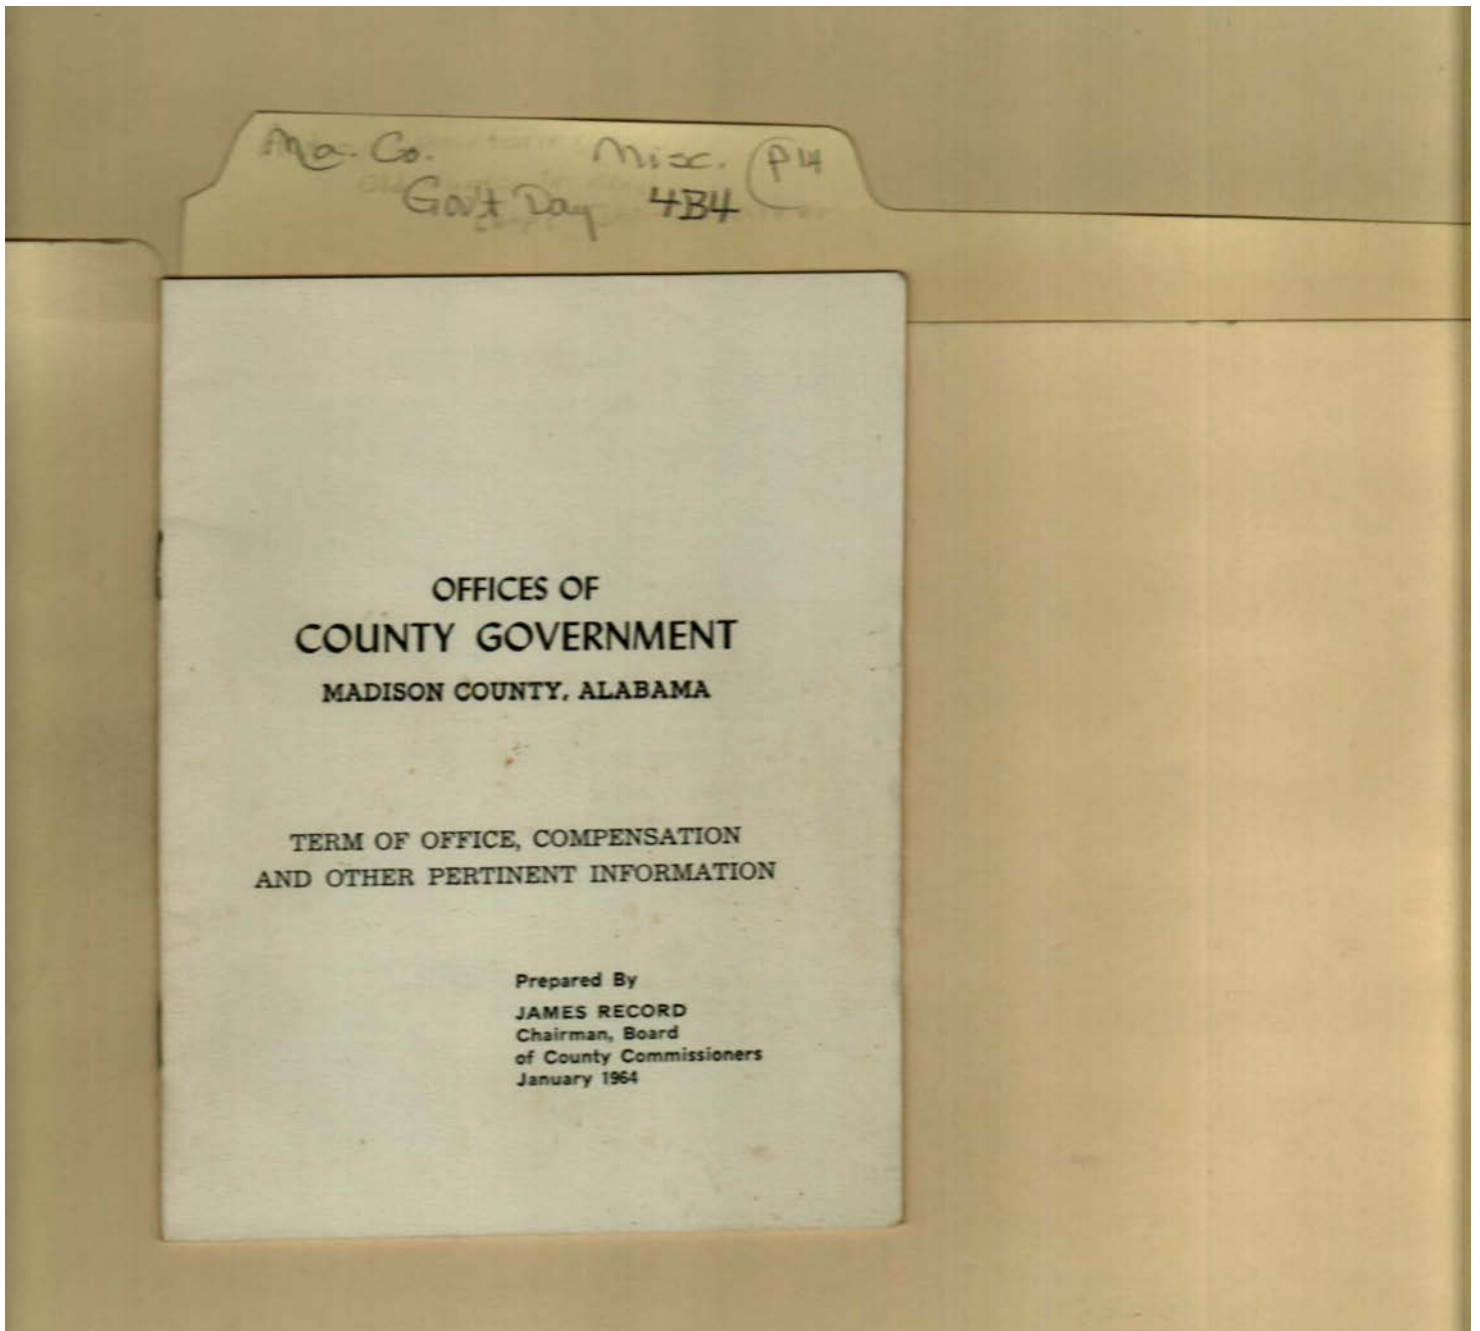 Ma. Co. Misc. P14
Gov't Day 4B4
OFFICES OF
COUNTY GOVERNMENT
MADISON COUNTY, ALABAMA
TERM OF OFFICE, COMPENSATION
AND OTHER PERTINENT INFORMATION
Prepared By
JAMES RECORD
Chairman, Board
of County Commissioners
January 1964